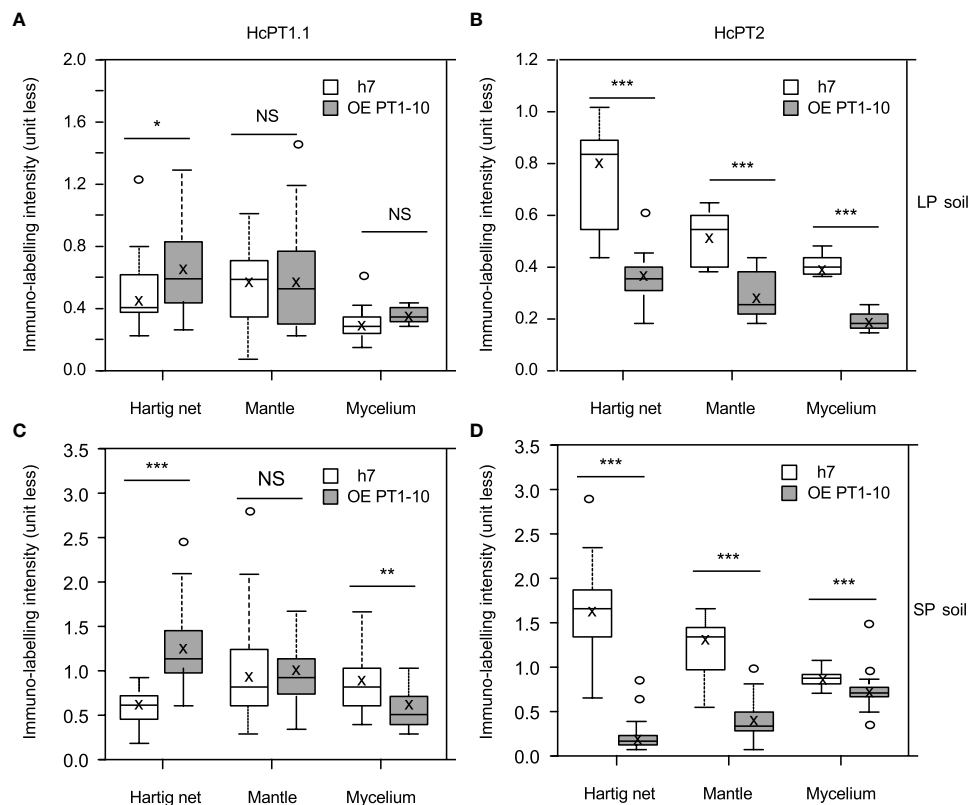 A
HcPT1.1
Immuno-labelling intensity (unit less)
2.0
1.6
1.2
0.8
0.4
0.0
h7
OE PT1-10
*
NS
NS
x x x x x x
Hartig net Mantle Mycelium
B
HcPT2
Immuno-labelling intensity (unit less)
1.2
1.0
0.8
0.6
0.4
0.2
0.0
h7
OE PT1-10
***
***
***
x x x x x x
Hartig net Mantle Mycelium
LP soil
C
Immuno-labelling intensity (unit less)
3.5
3.0
2.5
2.0
1.5
1.0
0.5
0.0
h7
OE PT1-10
***
NS
**
x x x x x x
Hartig net Mantle Mycelium
D
Immuno-labelling intensity (unit less)
3.5
3.0
2.5
2.0
1.5
1.0
0.5
0.0
h7
OE PT1-10
***
***
***
x x x x x x
Hartig net Mantle Mycelium
SP soil